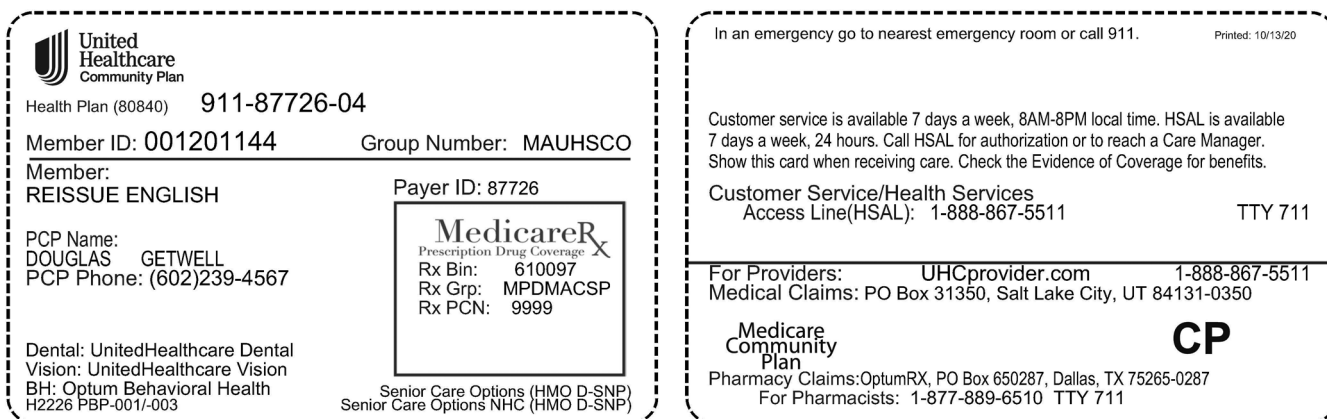 United
Healthcare
Community Plan
Health Plan (80840) 911-87726-04
Member ID: 001201144 Group Number: MAUHSCO
Member:
REISSUE ENGLISH
PCP Name:
DOUGLAS GETWELL
PCP Phone: (602)239-4567
Payer ID: 87726
MedicareRx
Prescription Drug Coverage
Rx Bin: 610097
Rx Grp: MPDMACSP
Rx PCN: 9999
Dental: UnitedHealthcare Dental
Vision: UnitedHealthcare Vision
BH: Optum Behavioral Health
H2226 PBP-001/-003
Senior Care Options (HMO D-SNP)
Senior Care Options NHC (HMO D-SNP)
In an emergency go to nearest emergency room or call 911. Printed: 10/13/20
Customer service is available 7 days a week, 8AM-8PM local time. HSAL is available
7 days a week, 24 hours. Call HSAL for authorization or to reach a Care Manager.
Show this card when receiving care. Check the Evidence of Coverage for benefits.
Customer Service/Health Services
Access Line(HSAL): 1-888-867-5511 TTY 711
For Providers: UHCprovider.com 1-888-867-5511
Medical Claims: PO Box 31350, Salt Lake City, UT 84131-0350
Medicare
Community
Plan
CP
Pharmacy Claims:OptumRX, PO Box 650287, Dallas, TX 75265-0287
For Pharmacists: 1-877-889-6510 TTY 711